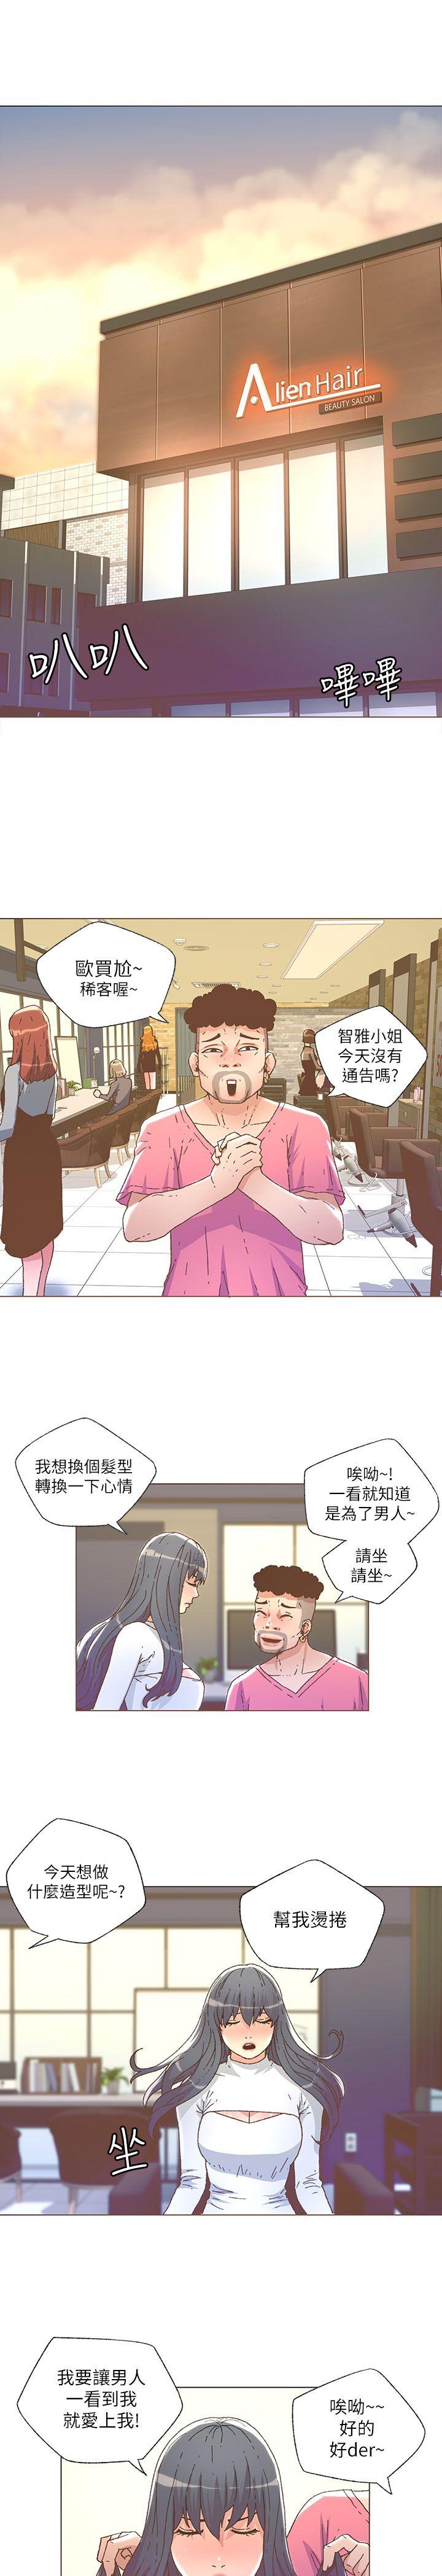 Alien Hair
BEAUTY SALON
叭叭
嗶嗶
歐買尬~
稀客喔~
智雅小姐
今天沒有
通告嗎?
我想換個髮型
轉換一下心情
唉呦~!
一看就知道
是為了男人~
請坐
請坐~
今天想做
什麼造型呢~?
幫我燙捲
坐
我要讓男人
一看到我
就愛上我!
唉呦~~
好的
好der~